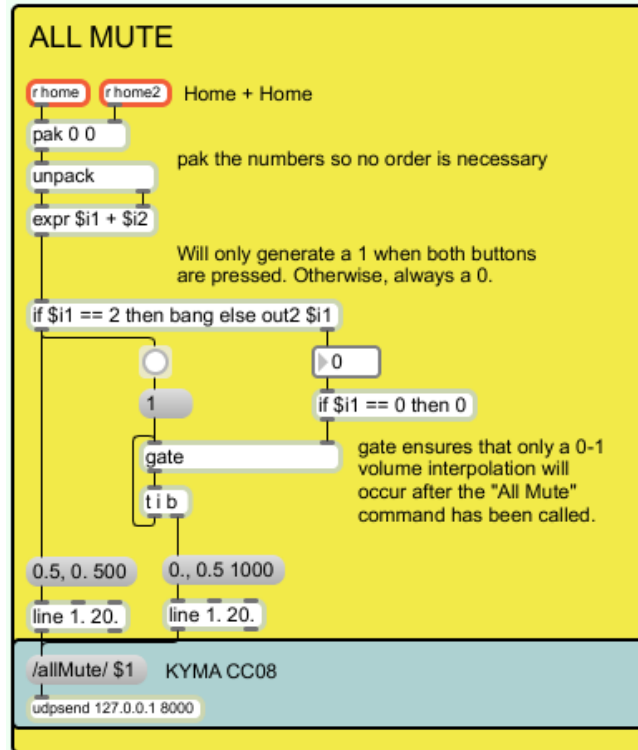 ALL MUTE
r home
r home2
Home + Home
pak 0 0
pak the numbers so no order is necessary
unpack
expr $i1 + $i2
Will only generate a 1 when both buttons
are pressed. Otherwise, always a 0.
if $i1 == 2 then bang else out2 $i1
0
1
if $i1 == 0 then 0
gate
gate ensures that only a 0-1
volume interpolation will
occur after the "All Mute"
command has been called.
t i b
0.5, 0. 500
0., 0.5 1000
line 1. 20.
line 1. 20.
/allMute/ $1
KYMA CC08
udpsend 127.0.0.1 8000